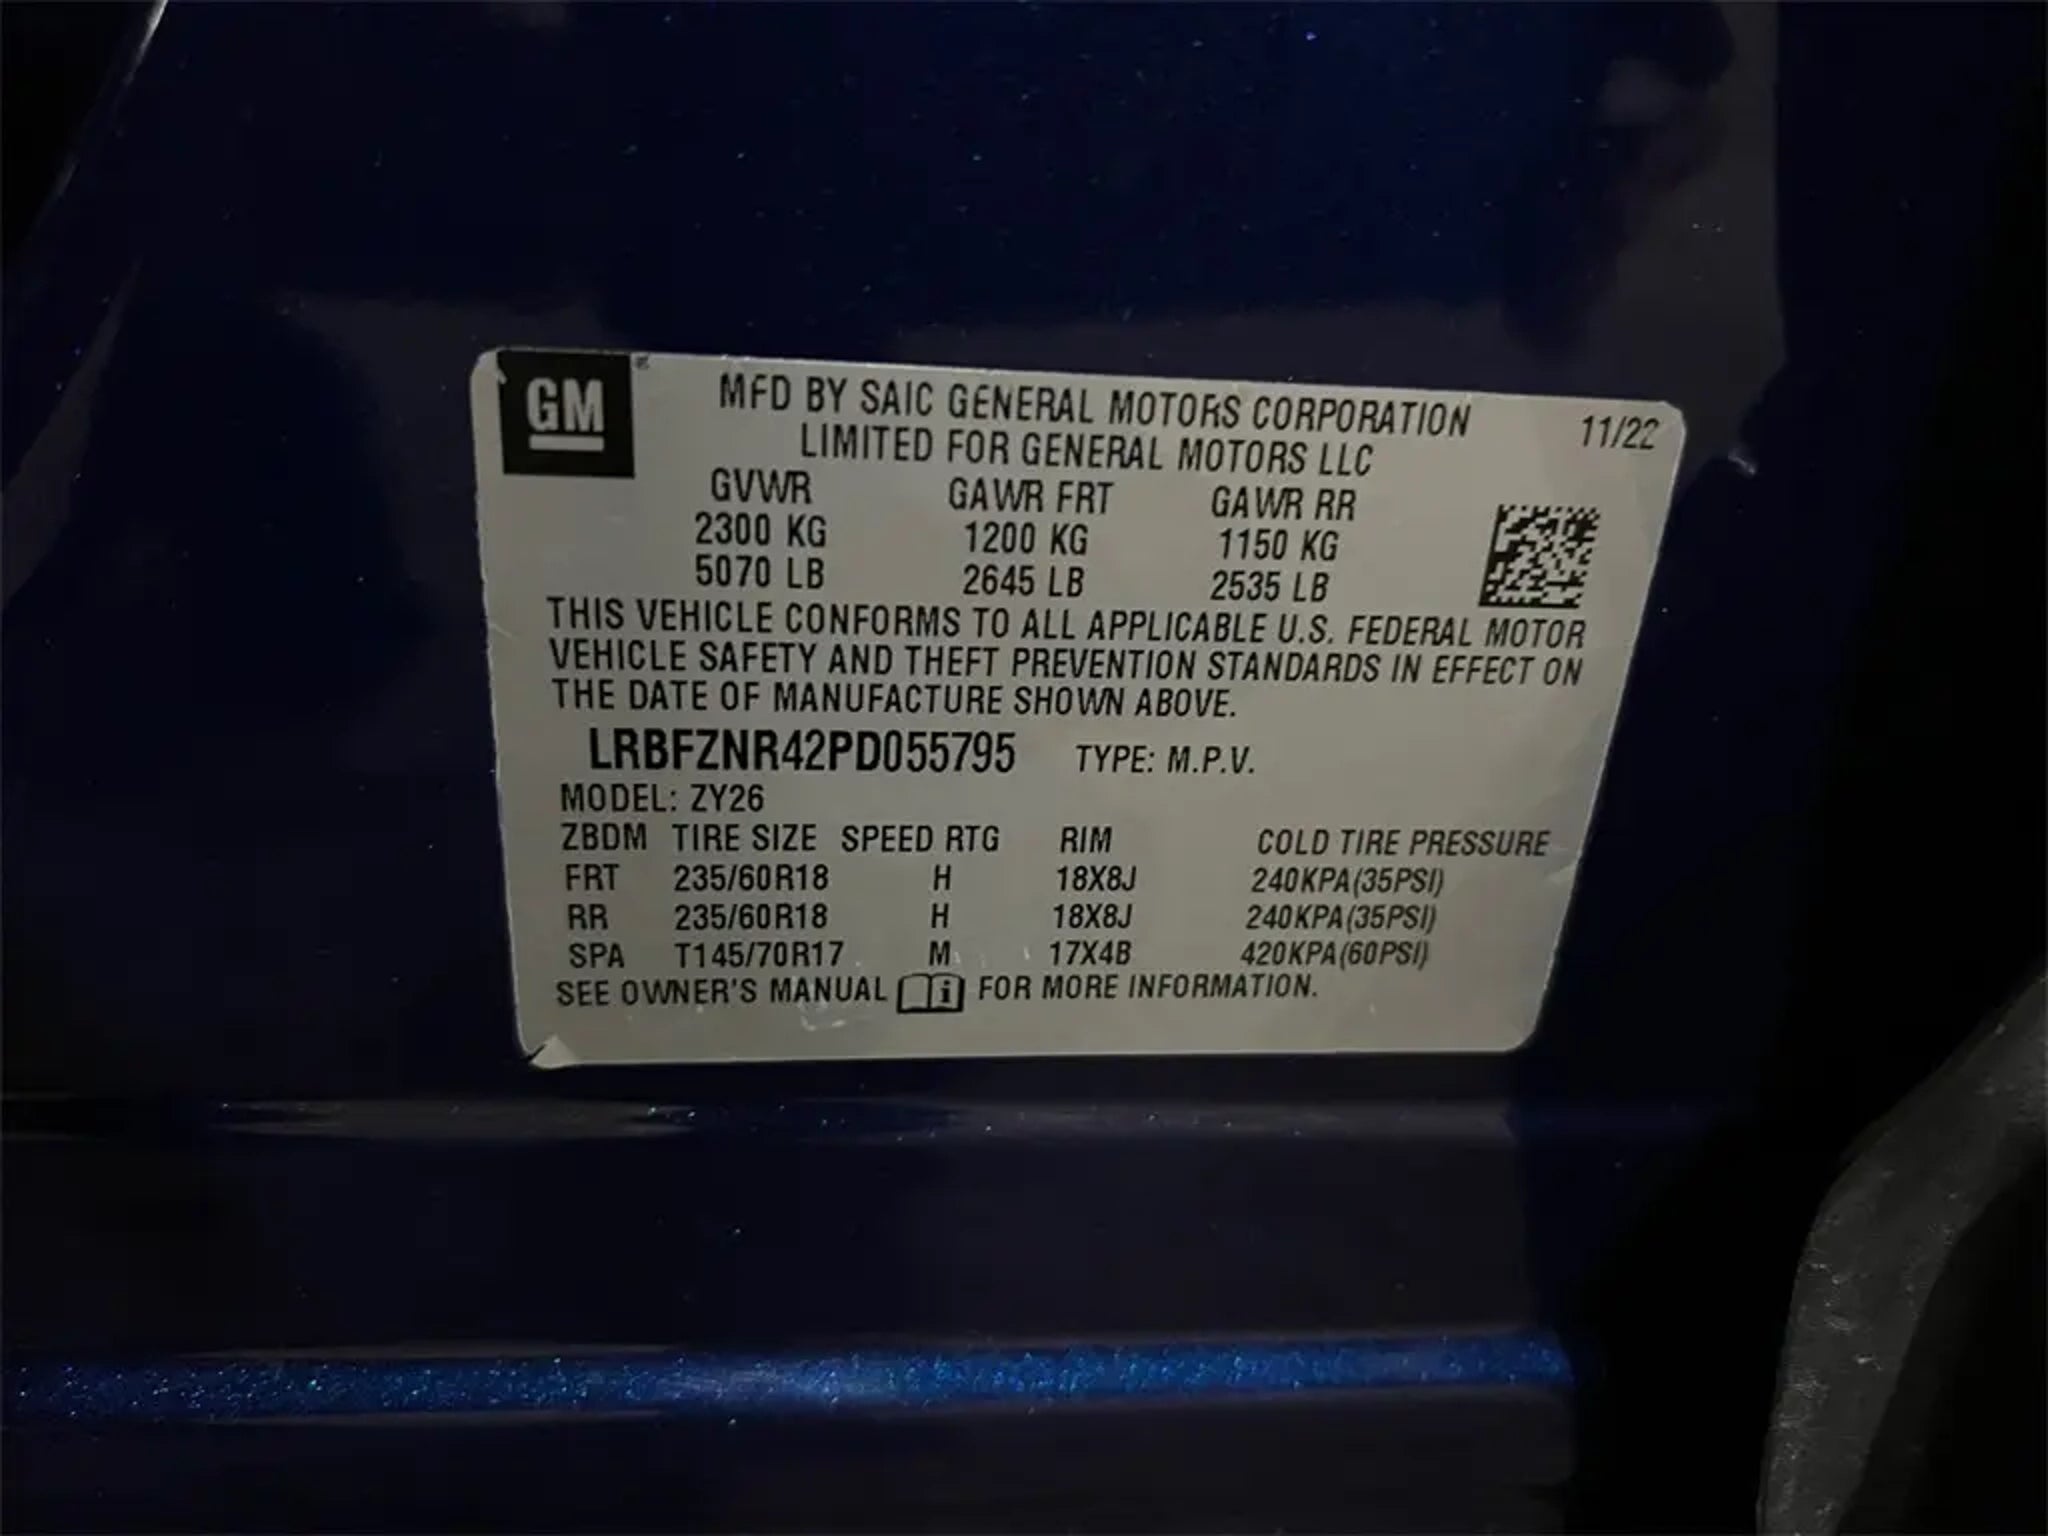 GM ®
MFD BY SAIC GENERAL MOTORS CORPORATION
LIMITED FOR GENERAL MOTORS LLC
11/22
GVWR GAWR FRT GAWR RR
2300 KG 1200 KG 1150 KG
5070 LB 2645 LB 2535 LB
THIS VEHICLE CONFORMS TO ALL APPLICABLE U.S. FEDERAL MOTOR
VEHICLE SAFETY AND THEFT PREVENTION STANDARDS IN EFFECT ON
THE DATE OF MANUFACTURE SHOWN ABOVE.
LRBFZNR42PD055795 TYPE: M.P.V.
MODEL: ZY26
ZBDM TIRE SIZE SPEED RTG RIM COLD TIRE PRESSURE
FRT 235/60R18 H 18X8J 240KPA(35PSI)
RR 235/60R18 H 18X8J 240KPA(35PSI)
SPA T145/70R17 M 17X4B 420KPA(60PSI)
SEE OWNER'S MANUAL i FOR MORE INFORMATION.